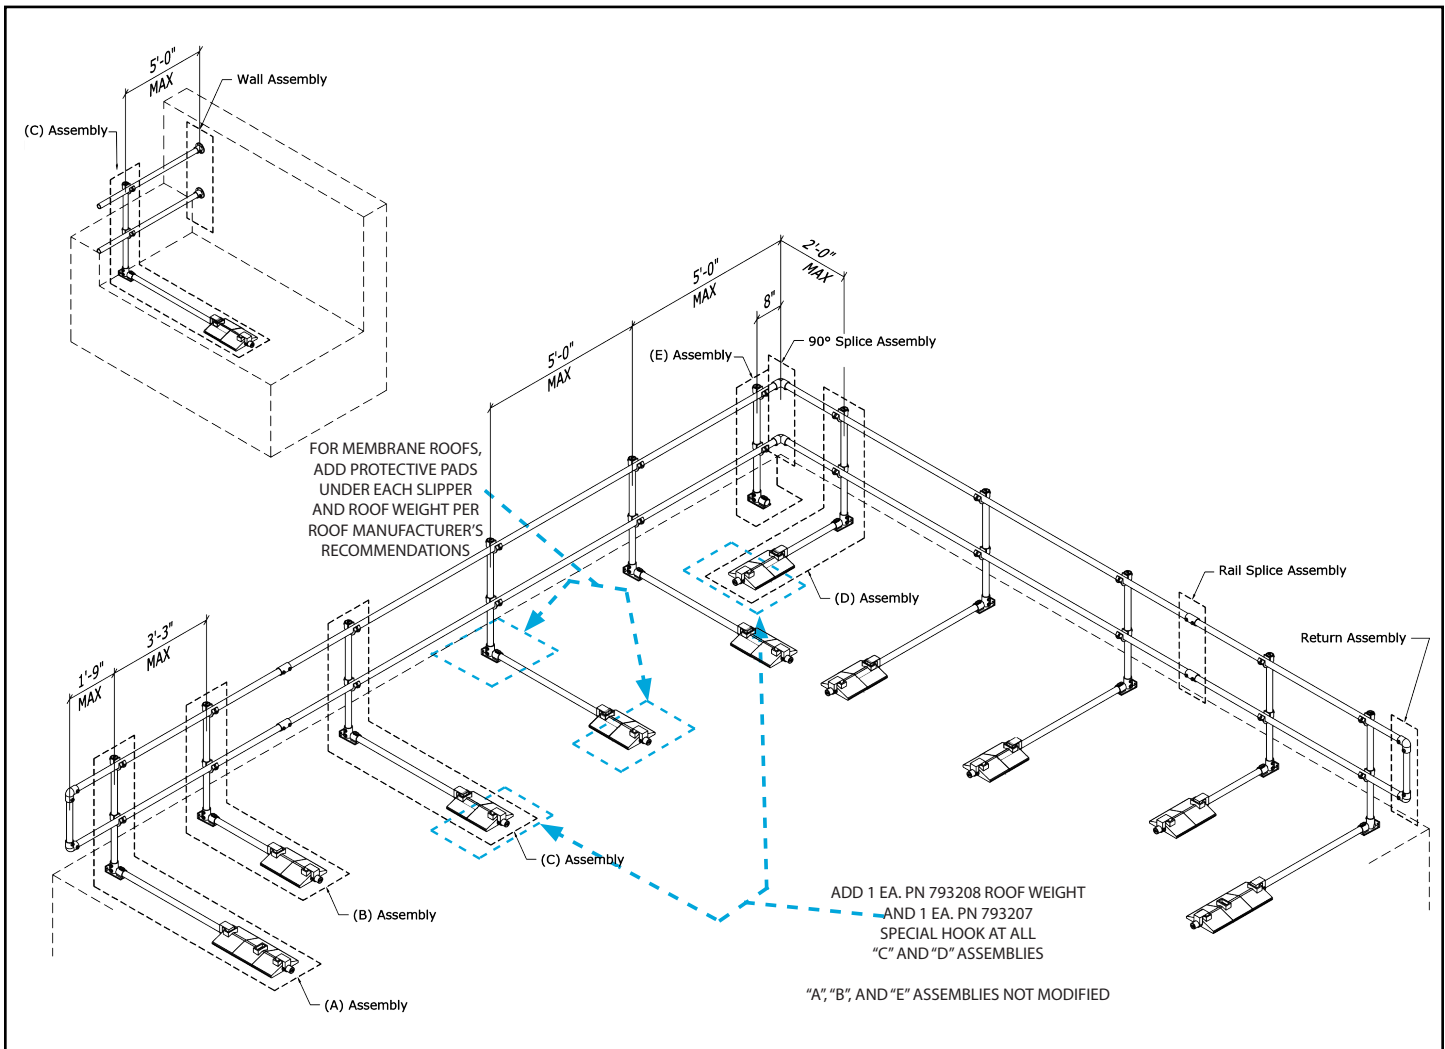 5'-0"
MAX
Wall Assembly
(C) Assembly
2'-0"
MAX
5'-0"
MAX
8"
90° Splice Assembly
(E) Assembly
5'-0"
MAX
FOR MEMBRANE ROOFS,
ADD PROTECTIVE PADS
UNDER EACH SLIPPER
AND ROOF WEIGHT PER
ROOF MANUFACTURER'S
RECOMMENDATIONS
(D) Assembly
Rail Splice Assembly
Return Assembly
3'-3"
MAX
1'-9"
MAX
(C) Assembly
(B) Assembly
(A) Assembly
ADD 1 EA. PN 793208 ROOF WEIGHT
AND 1 EA. PN 793207
SPECIAL HOOK AT ALL
"C" AND "D" ASSEMBLIES
"A", "B", AND "E" ASSEMBLIES NOT MODIFIED